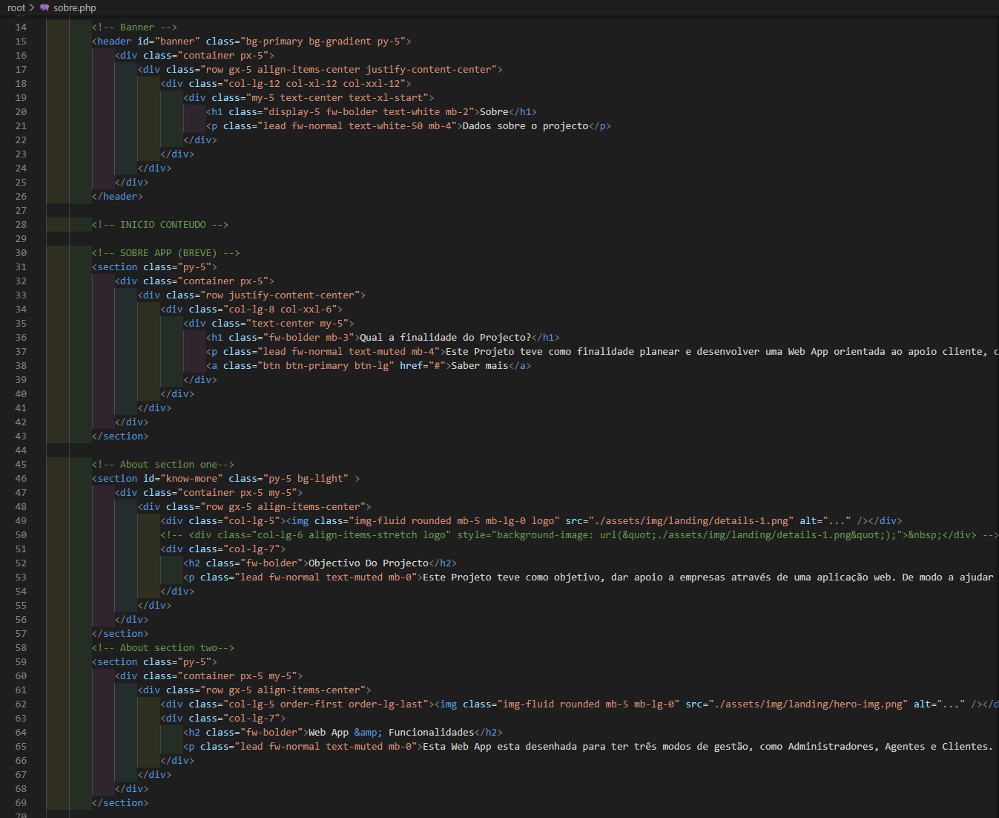 root > sobre.php
14 <!-- Banner -->
15 <header id="banner" class="bg-primary bg-gradient py-5">
16 <div class="container px-5">
17 <div class="row gx-5 align-items-center justify-content-center">
18 <div class="col-lg-12 col-xl-12 col-xxl-12">
19 <div class="my-5 text-center text-xl-start">
20 <h1 class="display-5 fw-bolder text-white mb-2">Sobre</h1>
21 <p class="lead fw-normal text-white-50 mb-4">Dados sobre o projecto</p>
22 </div>
23 </div>
24 </div>
25 </div>
26 </header>
27
28 <!-- INICIO CONTEUDO -->
29
30 <!-- SOBRE APP (BREVE) -->
31 <section class="py-5">
32 <div class="container px-5">
33 <div class="row justify-content-center">
34 <div class="col-lg-8 col-xxl-6">
35 <div class="text-center my-5">
36 <h1 class="fw-bolder mb-3">Qual a finalidade do Projecto?</h1>
37 <p class="lead fw-normal text-muted mb-4">Este Projeto teve como finalidade planear e desenvolver uma Web App orientada ao apoio cliente, c
38 <a class="btn btn-primary btn-lg" href="#">Saber mais</a>
39 </div>
40 </div>
41 </div>
42 </div>
43 </section>
44
45 <!-- About section one-->
46 <section id="know-more" class="py-5 bg-light" >
47 <div class="container px-5 my-5">
48 <div class="row gx-5 align-items-center">
49 <div class="col-lg-5"><img class="img-fluid rounded mb-5 mb-lg-0 logo" src="./assets/img/landing/details-1.png" alt="..." /></div>
50 <!-- <div class="col-lg-6 align-items-stretch logo" style="background-image: url(&quot;./assets/img/landing/details-1.png&quot;);">&nbsp;</div> -->
51 <div class="col-lg-7">
52 <h2 class="fw-bolder">Objectivo Do Projecto</h2>
53 <p class="lead fw-normal text-muted mb-0">Este Projeto teve como objetivo, dar apoio a empresas através de uma aplicação web. De modo a ajudar
54 </div>
55 </div>
56 </div>
57 </section>
58 <!-- About section two-->
59 <section class="py-5">
60 <div class="container px-5 my-5">
61 <div class="row gx-5 align-items-center">
62 <div class="col-lg-5 order-first order-lg-last"><img class="img-fluid rounded mb-5 mb-lg-0" src="./assets/img/landing/hero-img.png" alt="..." /></d
63 <div class="col-lg-7">
64 <h2 class="fw-bolder">Web App &amp; Funcionalidades</h2>
65 <p class="lead fw-normal text-muted mb-0">Esta Web App esta desenhada para ter três modos de gestão, como Administradores, Agentes e Clientes.
66 </div>
67 </div>
68 </div>
69 </section>
70